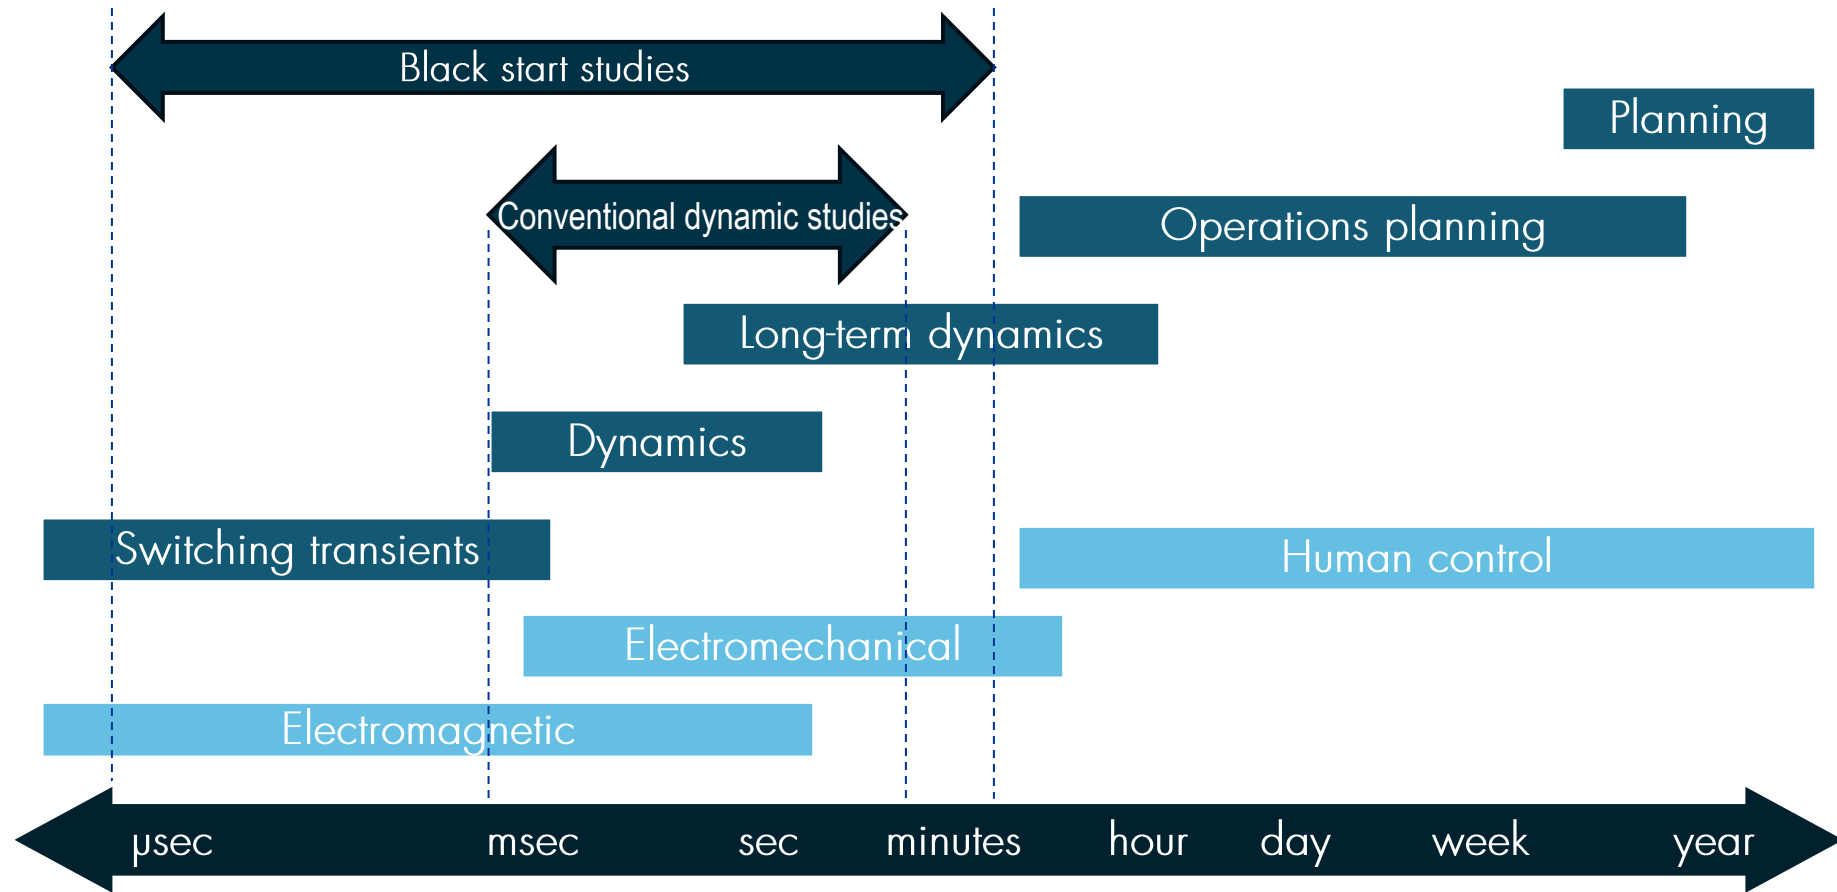 Black start studies
Planning
Conventional dynamic studies
Operations planning
Long-term dynamics
Dynamics
Switching transients
Human control
Electromechanical
Electromagnetic
µsec msec sec minutes hour day week year